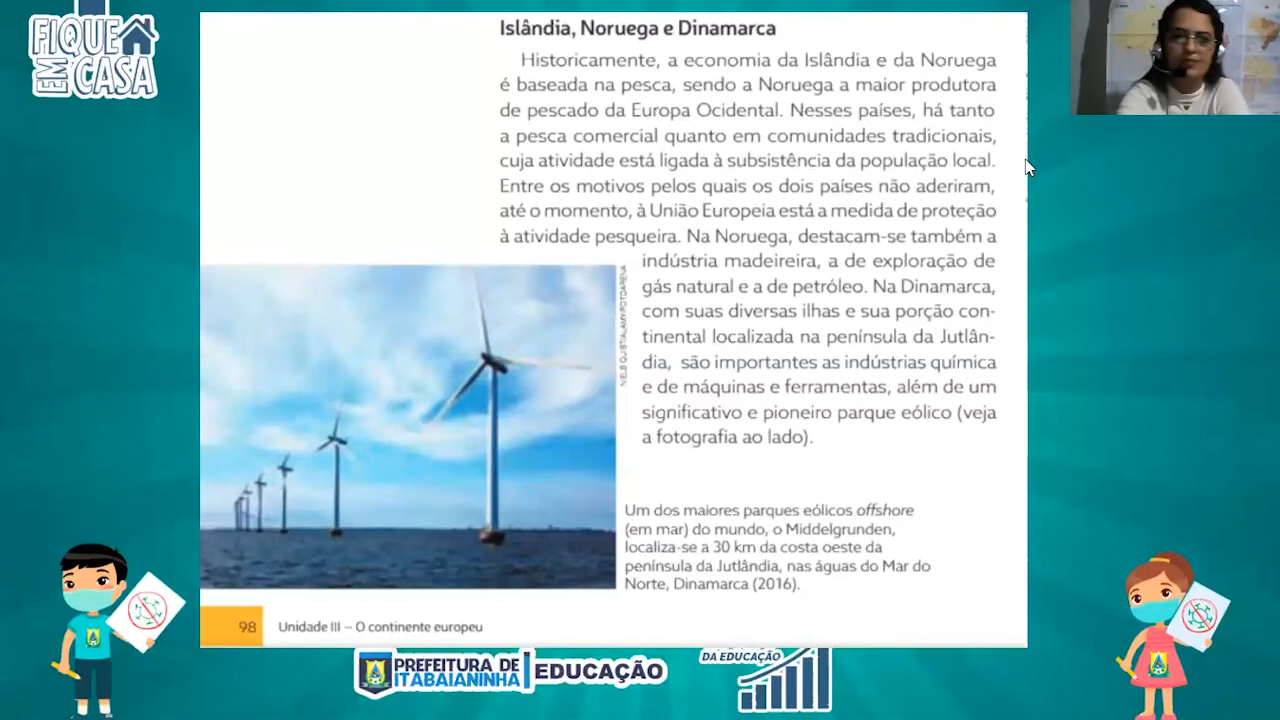 FIQUE
EM CASA
Islândia, Noruega e Dinamarca
Historicamente, a economia da Islândia e da Noruega
é baseada na pesca, sendo a Noruega a maior produtora
de pescado da Europa Ocidental. Nesses países, há tanto
a pesca comercial quanto em comunidades tradicionais,
cuja atividade está ligada à subsistência da população local.
Entre os motivos pelos quais os dois países não aderiram,
até o momento, à União Europeia está a medida de proteção
à atividade pesqueira. Na Noruega, destacam-se também a
indústria madeireira, a de exploração de
gás natural e a de petróleo. Na Dinamarca,
com suas diversas ilhas e sua porção con-
tinental localizada na península da Jutlân-
dia, são importantes as indústrias química
e de máquinas e ferramentas, além de um
significativo e pioneiro parque eólico (veja
a fotografia ao lado).
NIELS QUIST/ALAMY/FOTOARENA
Um dos maiores parques eólicos offshore
(em mar) do mundo, o Middelgrunden,
localiza-se a 30 km da costa oeste da
península da Jutlândia, nas águas do Mar do
Norte, Dinamarca (2016).
98 Unidade III – O continente europeu
PREFEITURA DE
ITABAIANINHA
EDUCAÇÃO
DA EDUCAÇÃO